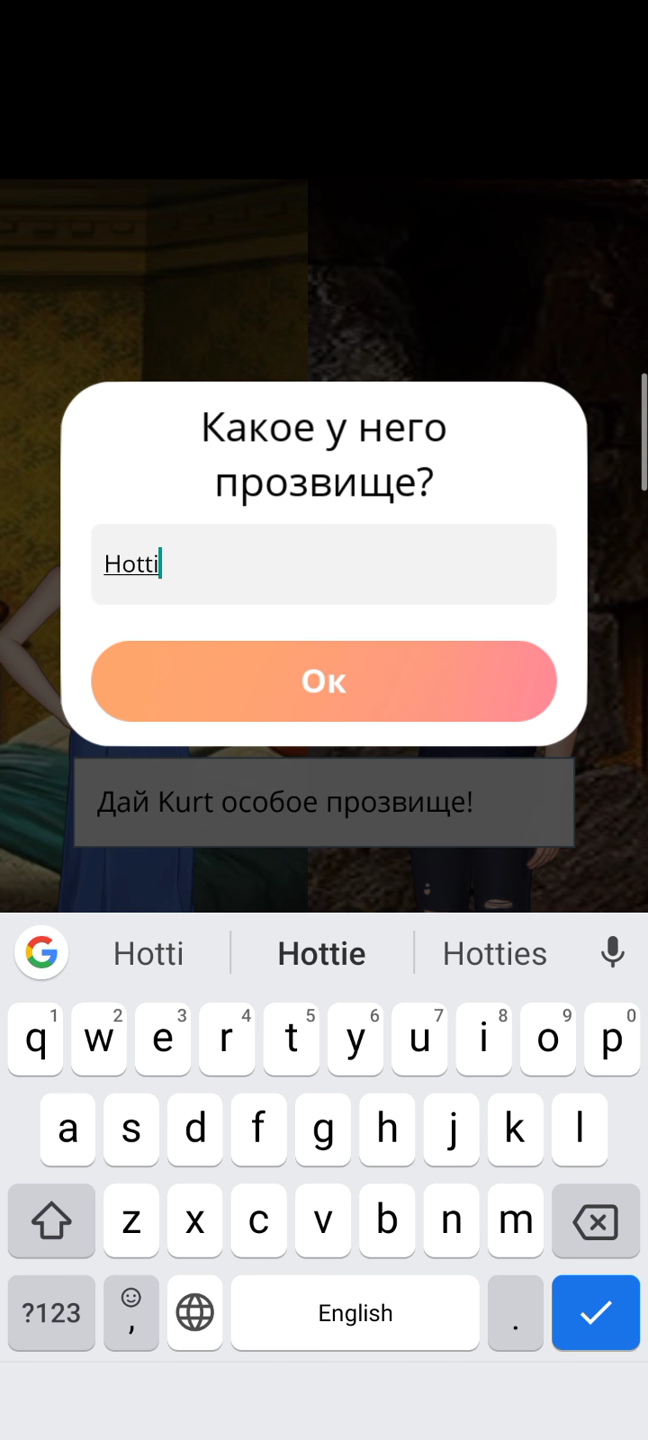 Какое у него
прозвище?
Hotti
Ок
Дай Kurt особое прозвище!
Hotti Hottie Hotties
1 2 3 4 5 6 7 8 9 0
q w e r t y u i o p
a s d f g h j k l
z x c v b n m
?123 , English .